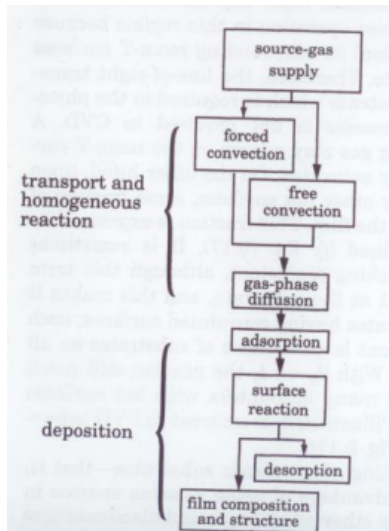 source-gas
supply
forced
convection
transport and
homogeneous
reaction
free
convection
gas-phase
diffusion
adsorption
surface
reaction
deposition
desorption
film composition
and structure